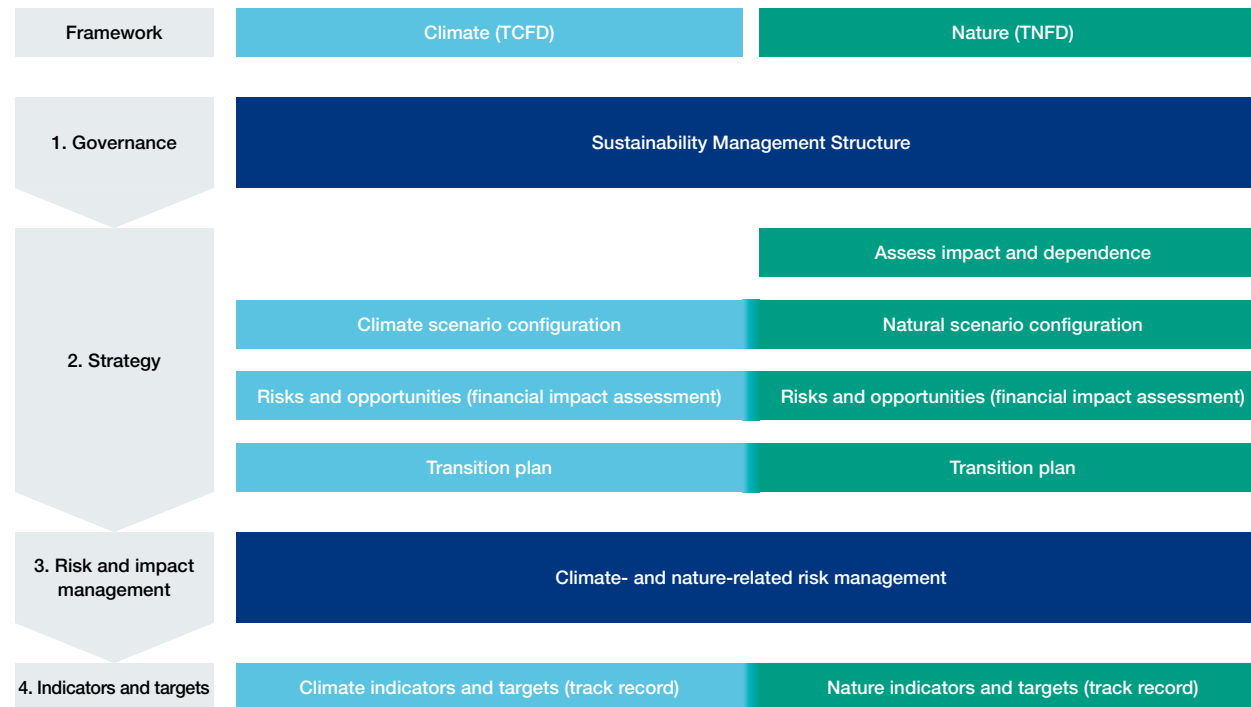 Framework
Climate (TCFD)
Nature (TNFD)
1. Governance
Sustainability Management Structure
2. Strategy
Assess impact and dependence
Climate scenario configuration
Natural scenario configuration
Risks and opportunities (financial impact assessment)
Risks and opportunities (financial impact assessment)
Transition plan
Transition plan
3. Risk and impact
management
Climate- and nature-related risk management
4. Indicators and targets
Climate indicators and targets (track record)
Nature indicators and targets (track record)